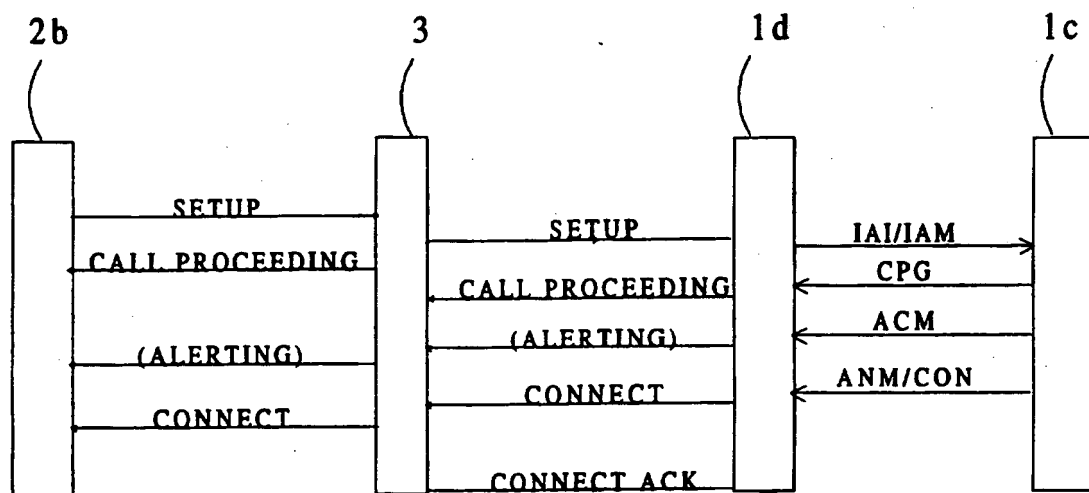 2b 3 1d 1c
SETUP
SETUP
IAI/IAM
CALL PROCEEDING
CPG
CALL PROCEEDING
ACM
(ALERTING)
(ALERTING)
ANM/CON
CONNECT
CONNECT
CONNECT ACK